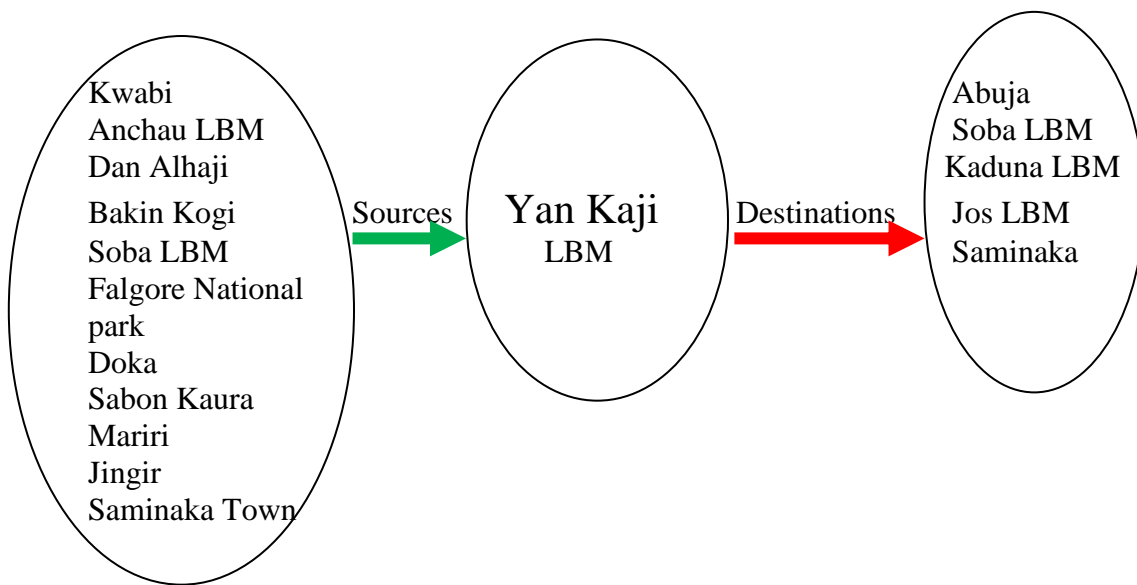 Kwabi
Anchau LBM
Dan Alhaji
Bakin Kogi
Soba LBM
Falgore National
park
Doka
Sabon Kaura
Mariri
Jingir
Saminaka Town
Sources
Yan Kaji
LBM
Destinations
Abuja
Soba LBM
Kaduna LBM
Jos LBM
Saminaka